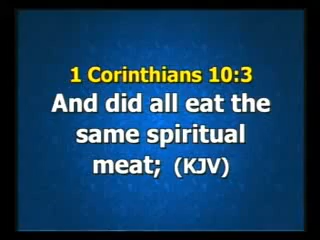 1 Corinthians 10:3
And did all eat the
same spiritual
meat; (KJV)